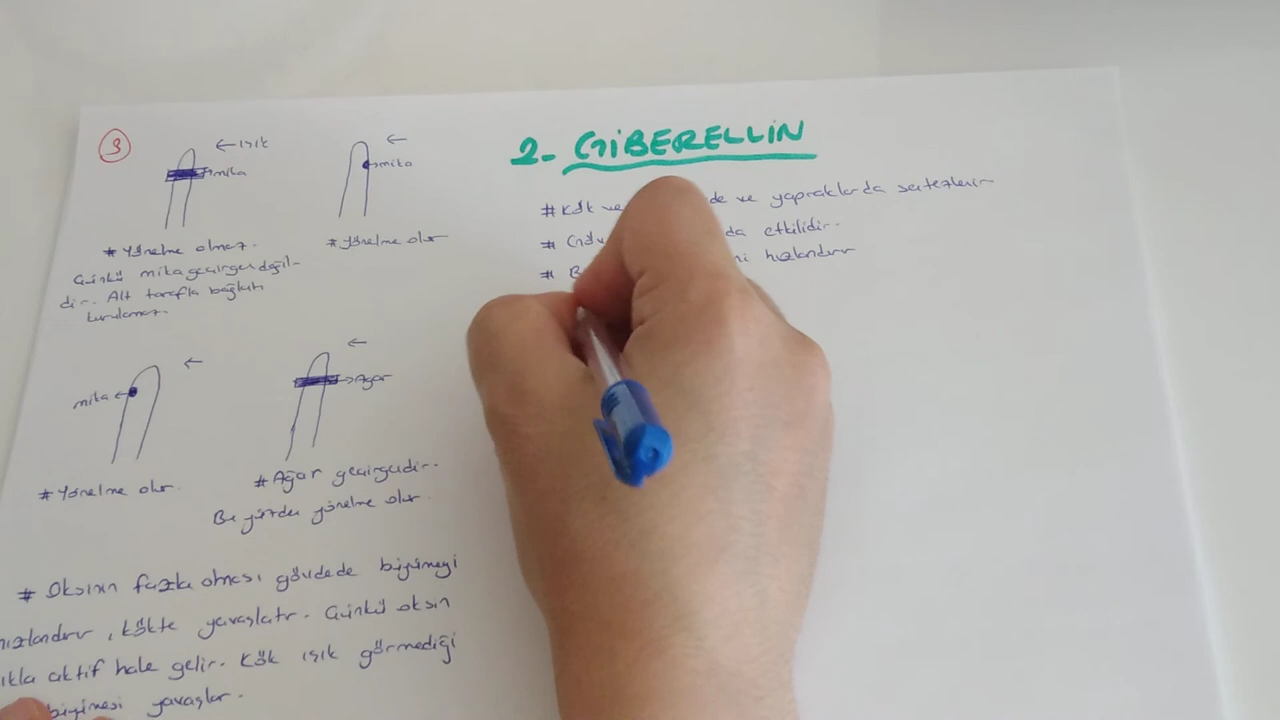 3
← Işık
→ mika
* Yönelme olmaz.
Çünkü mika geçirgen değil-
dir. Alt tarafla bağlantı
kurulamaz.
←
→ mika
* Yönelme olur
←
mika ←
# Yönelme olur.
←
→ Agar
# Agar geçirgendir.
Bu yüzden yönelme olur.
# Oksinin fazla olması gövdede büyümeyi
hızlandırır, kökte yavaşlatır. Çünkü oksin
ışıkla aktif hale gelir. Kök ışık görmediği
büyümesi yavaşlar.
2- GİBERELLİN
# Kök ve de ve yapraklarda sentezlenir
# Göv da etkilidir.
# ni hızlandırır